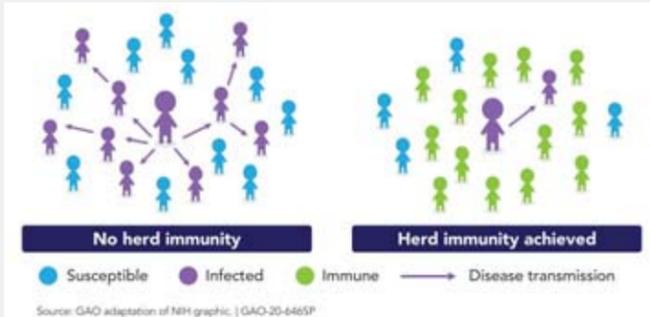 No herd immunity
Herd immunity achieved
Susceptible
Infected
Immune
Disease transmission
Source: GAO adaptation of NIH graphic. | GAO-20-646SP